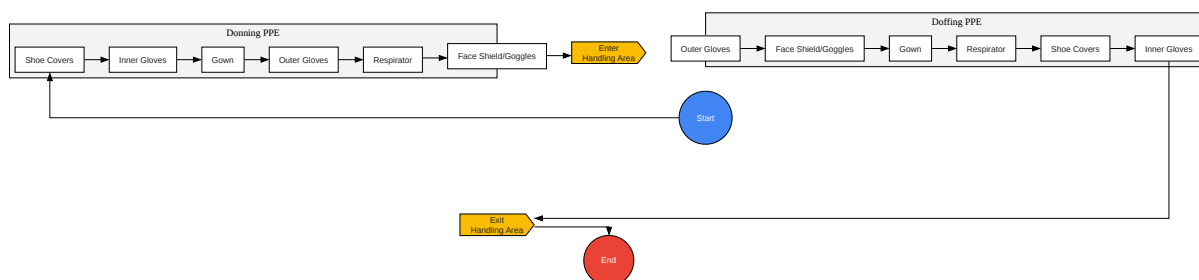 Donning PPE
Shoe Covers
Inner Gloves
Gown
Outer Gloves
Respirator
Face Shield/Goggles
Enter
Handling Area
Doffing PPE
Outer Gloves
Face Shield/Goggles
Gown
Respirator
Shoe Covers
Inner Gloves
Start
Exit
Handling Area
End